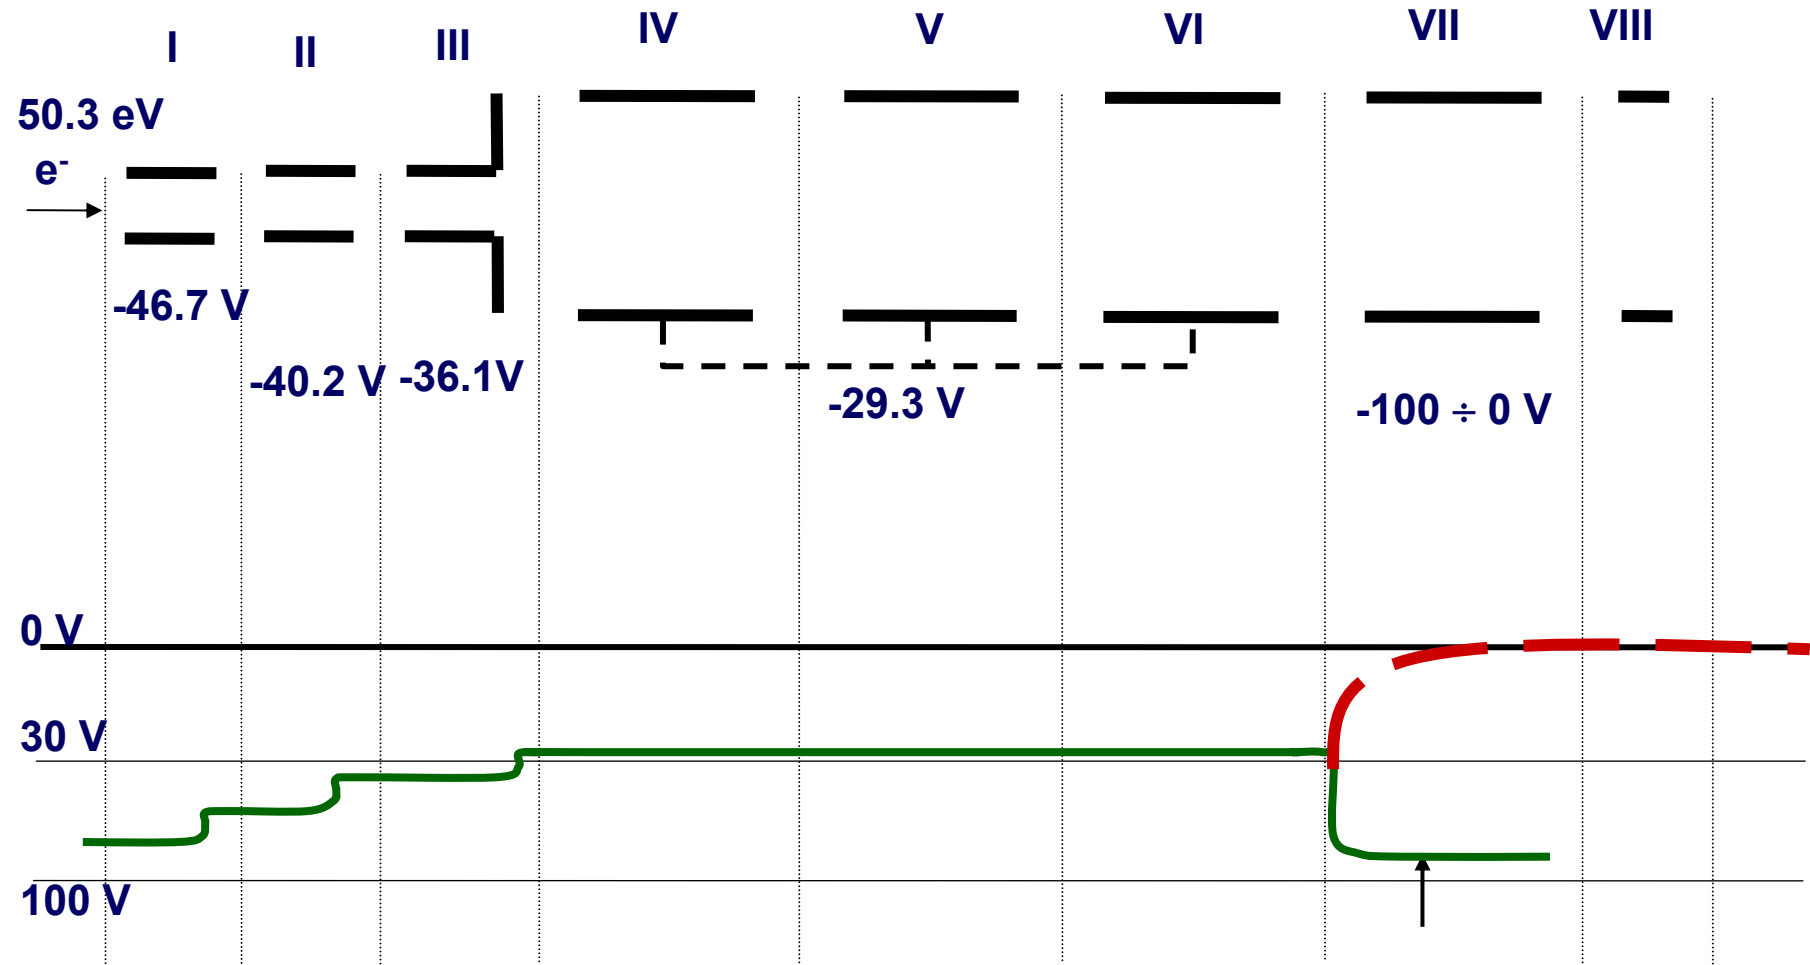 I II III IV V VI VII VIII
50.3 eV
e-
-46.7 V
-40.2 V
-36.1V
-29.3 V
-100 ÷ 0 V
0 V
30 V
100 V